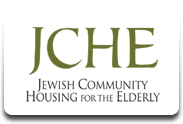 JCHE
JEWISH COMMUNITY
HOUSING FOR THE ELDERLY